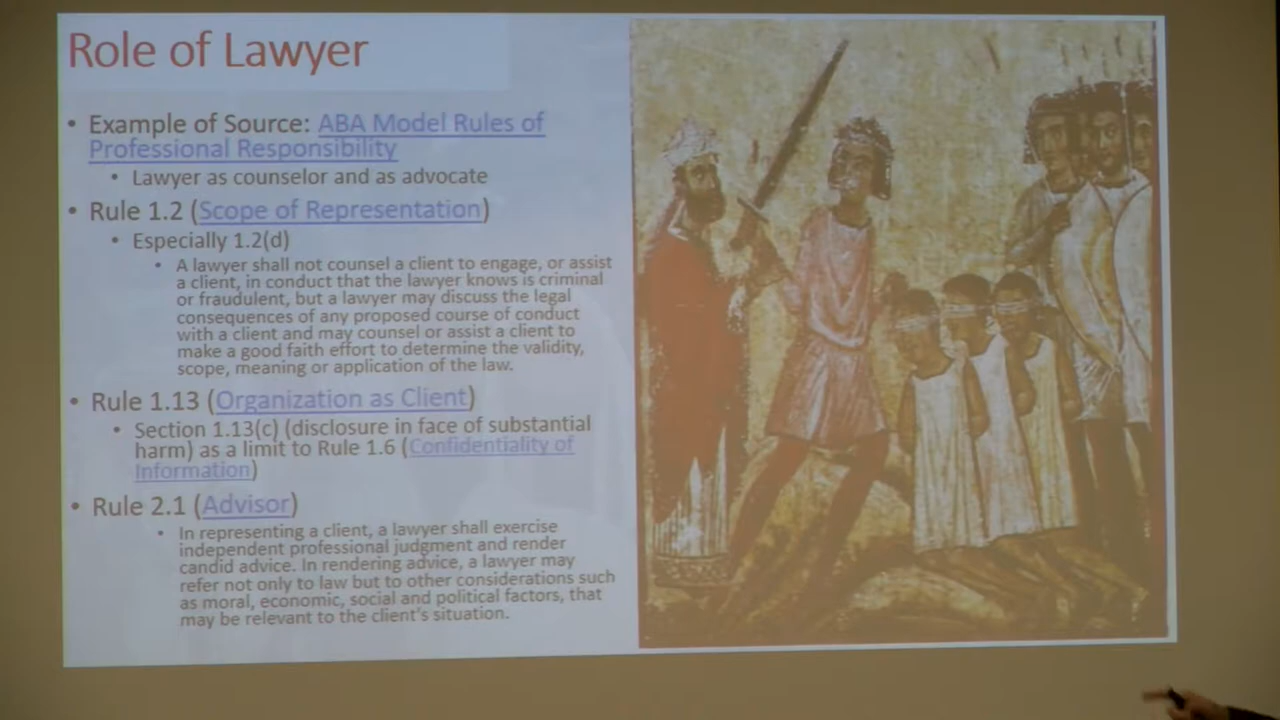 Role of Lawyer
• Example of Source: ABA Model Rules of
Professional Responsibility
• Lawyer as counselor and as advocate
• Rule 1.2 (Scope of Representation)
• Especially 1.2(d)
• A lawyer shall not counsel a client to engage, or assist
a client, in conduct that the lawyer knows is criminal
or fraudulent, but a lawyer may discuss the legal
consequences of any proposed course of conduct
with a client and may counsel or assist a client to
make a good faith effort to determine the validity,
scope, meaning or application of the law.
• Rule 1.13 (Organization as Client)
• Section 1.13(c) (disclosure in face of substantial
harm) as a limit to Rule 1.6 (Confidentiality of
Information)
• Rule 2.1 (Advisor)
• In representing a client, a lawyer shall exercise
independent professional judgment and render
candid advice. In rendering advice, a lawyer may
refer not only to law but to other considerations such
as moral, economic, social and political factors, that
may be relevant to the client's situation.